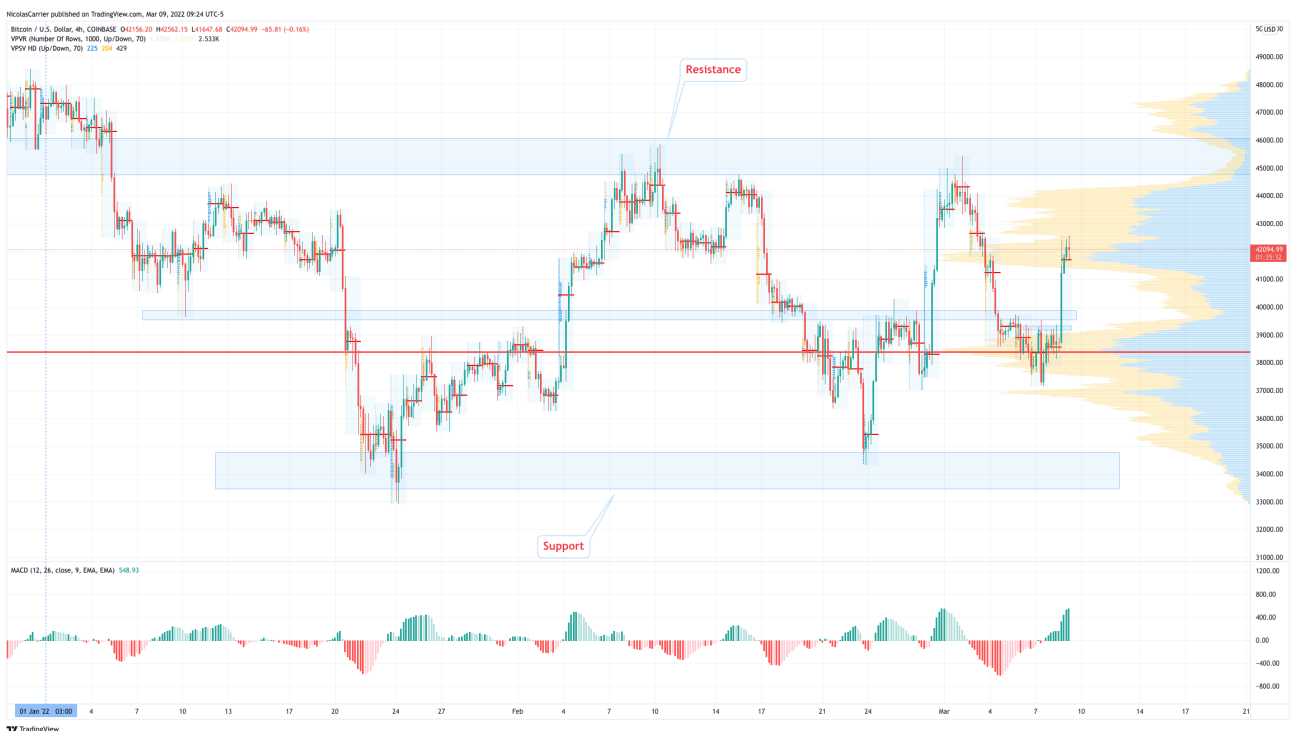 NicolasCarrier published on TradingView.com, Mar 09, 2022 09:24 UTC-5
Bitcoin / U.S. Dollar, 4h, COINBASE O42156.20 H42562.15 L41647.68 C42094.99 −65.81 (−0.16%)
VPVR (Number Of Rows, 1000, Up/Down, 70) 2.533K
VPSV HD (Up/Down, 70) 225 204 429
USD
49000.00
48000.00
47000.00
46000.00
45000.00
44000.00
43000.00
42094.99
01:35:32
41000.00
40000.00
39000.00
38000.00
37000.00
36000.00
35000.00
34000.00
33000.00
32000.00
31000.00
Resistance
Support
MACD (12, 26, close, 9, EMA, EMA) 548.93
1200.00
800.00
400.00
0.00
−400.00
−800.00
01 Jan '22 03:00 4 7 10 13 17 20 24 27 Feb 4 7 10 14 17 21 24 Mar 4 7 10 14 17 21
TradingView